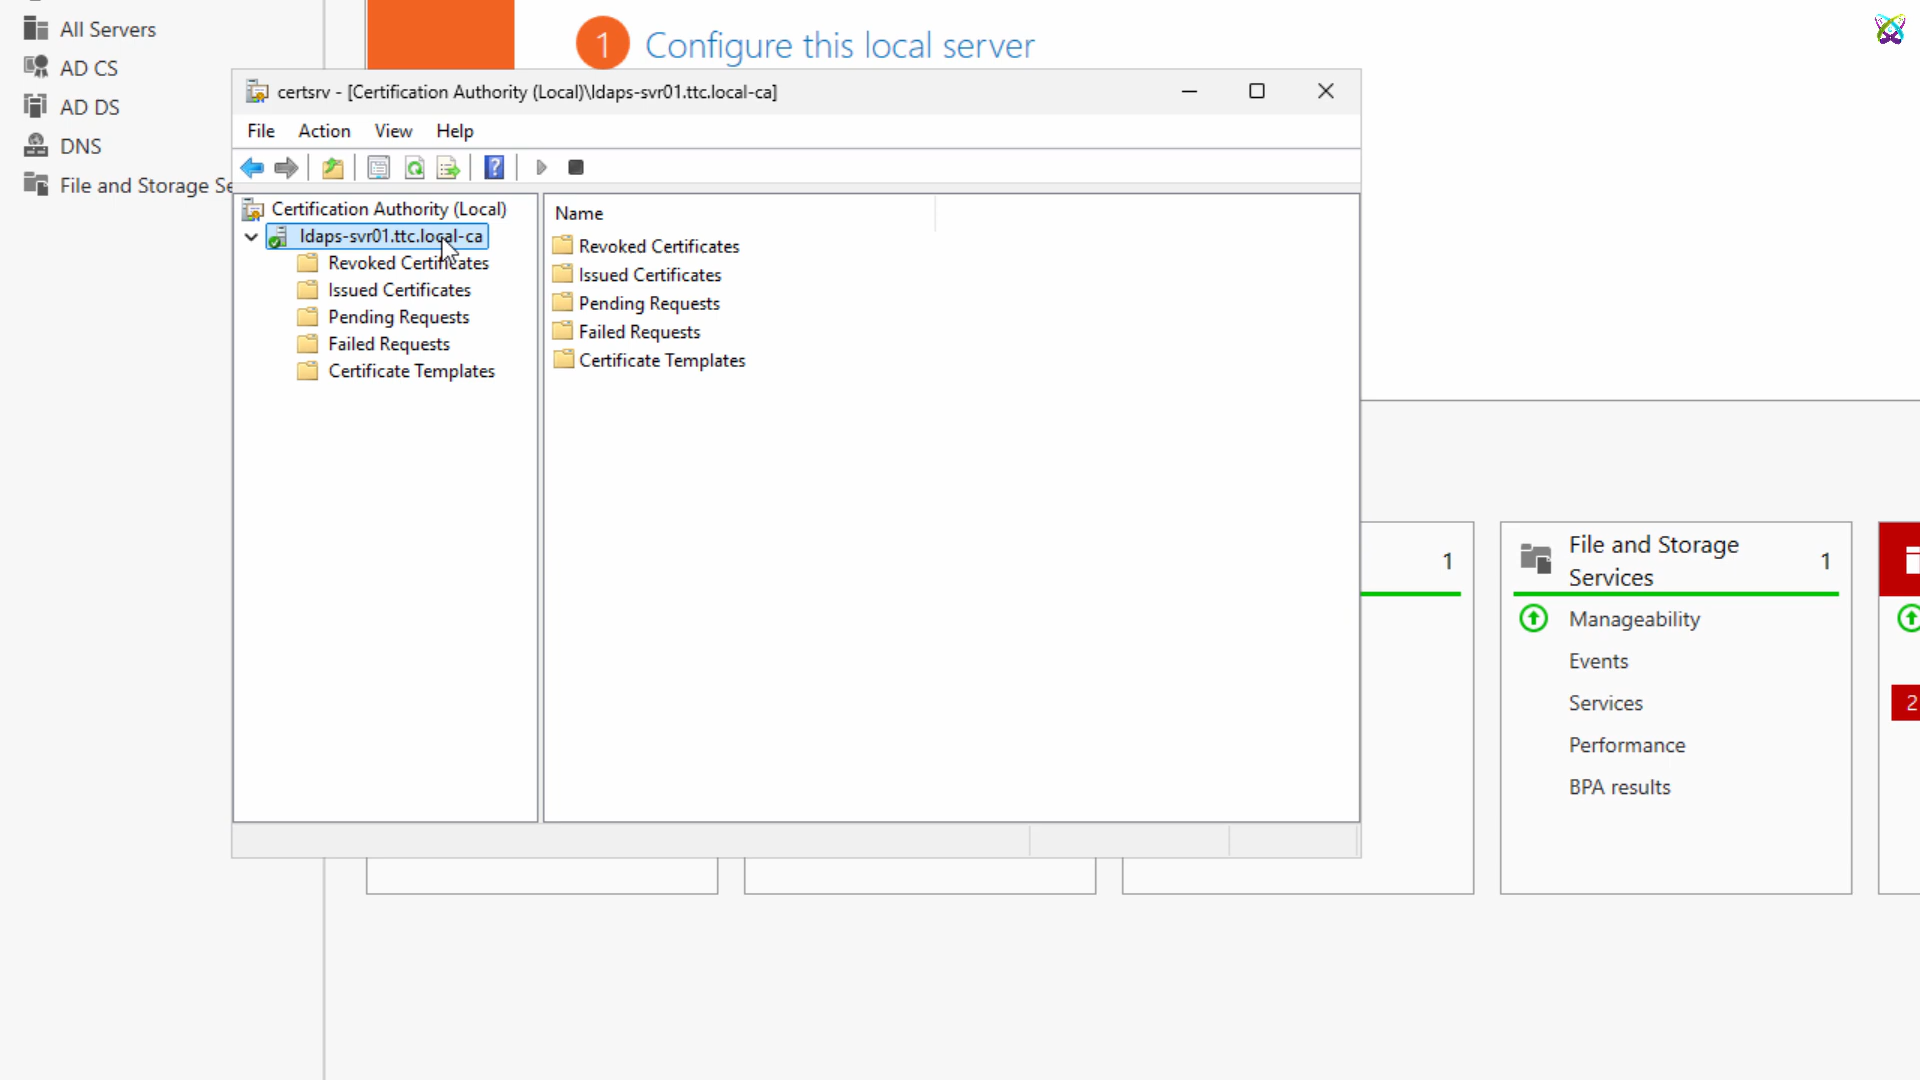 All Servers
AD CS
AD DS
DNS
File and Storage Se
1 Configure this local server
certsrv - [Certification Authority (Local)\ldaps-svr01.ttc.local-ca]
File Action View Help
Certification Authority (Local)
ldaps-svr01.ttc.local-ca
Revoked Certificates
Issued Certificates
Pending Requests
Failed Requests
Certificate Templates
Name
Revoked Certificates
Issued Certificates
Pending Requests
Failed Requests
Certificate Templates
1
File and Storage
Services
1
Manageability
Events
Services
Performance
BPA results
2